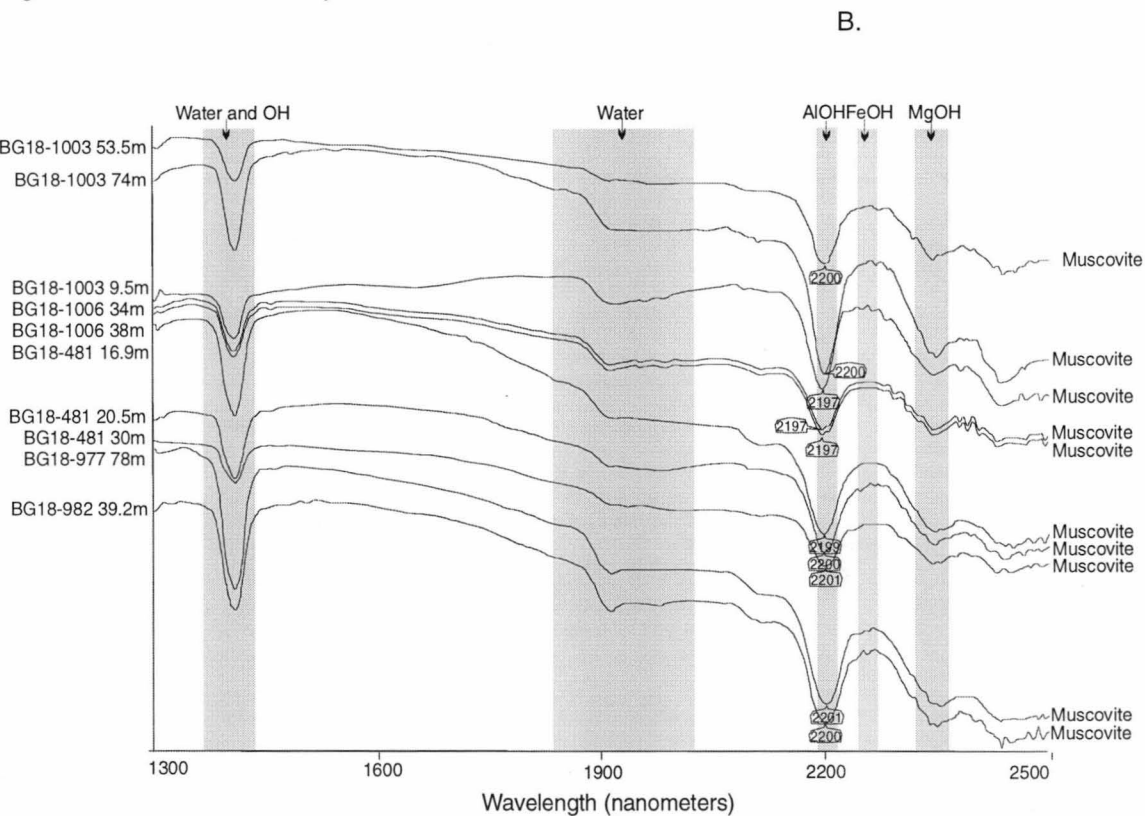 B.
Water and OH
Water
AlOH FeOH MgOH
BG18-1003 53.5m
BG18-1003 74m
BG18-1003 9.5m
BG18-1006 34m
BG18-1006 38m
BG18-481 16.9m
BG18-481 20.5m
BG18-481 30m
BG18-977 78m
BG18-982 39.2m
Muscovite
2200
Muscovite
2200
2197
Muscovite
2197
Muscovite
2197
Muscovite
Muscovite
2199
Muscovite
2200
Muscovite
2201
Muscovite
2201
Muscovite
2200
1300 1600 1900 2200 2500
Wavelength (nanometers)